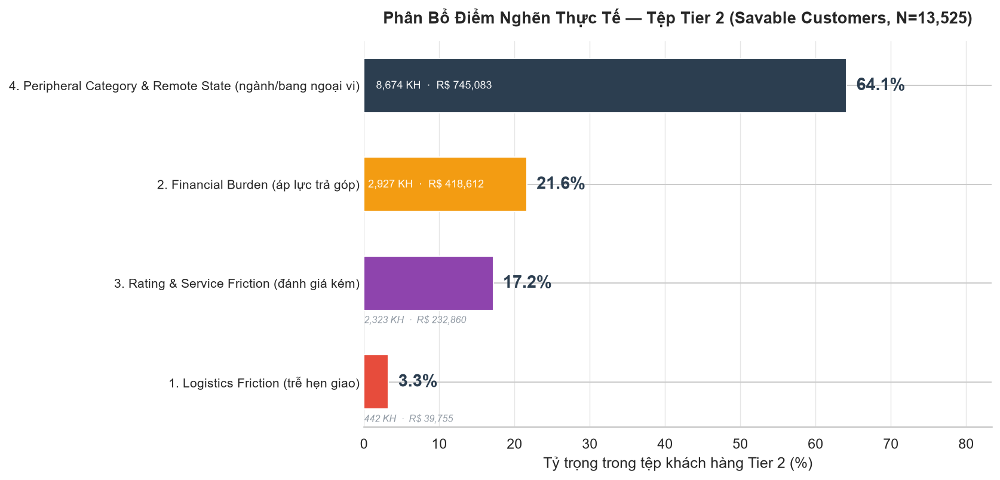 Phân Bổ Điểm Nghẽn Thực Tế — Tệp Tier 2 (Savable Customers, N=13,525)
4. Peripheral Category & Remote State (ngành/bang ngoại vi)
8,674 KH · R$ 745,083
64.1%
2. Financial Burden (áp lực trả góp)
2,927 KH · R$ 418,612
21.6%
3. Rating & Service Friction (đánh giá kém)
17.2%
2,323 KH · R$ 232,860
1. Logistics Friction (trễ hẹn giao)
3.3%
442 KH · R$ 39,755
0 10 20 30 40 50 60 70 80
Tỷ trọng trong tệp khách hàng Tier 2 (%)